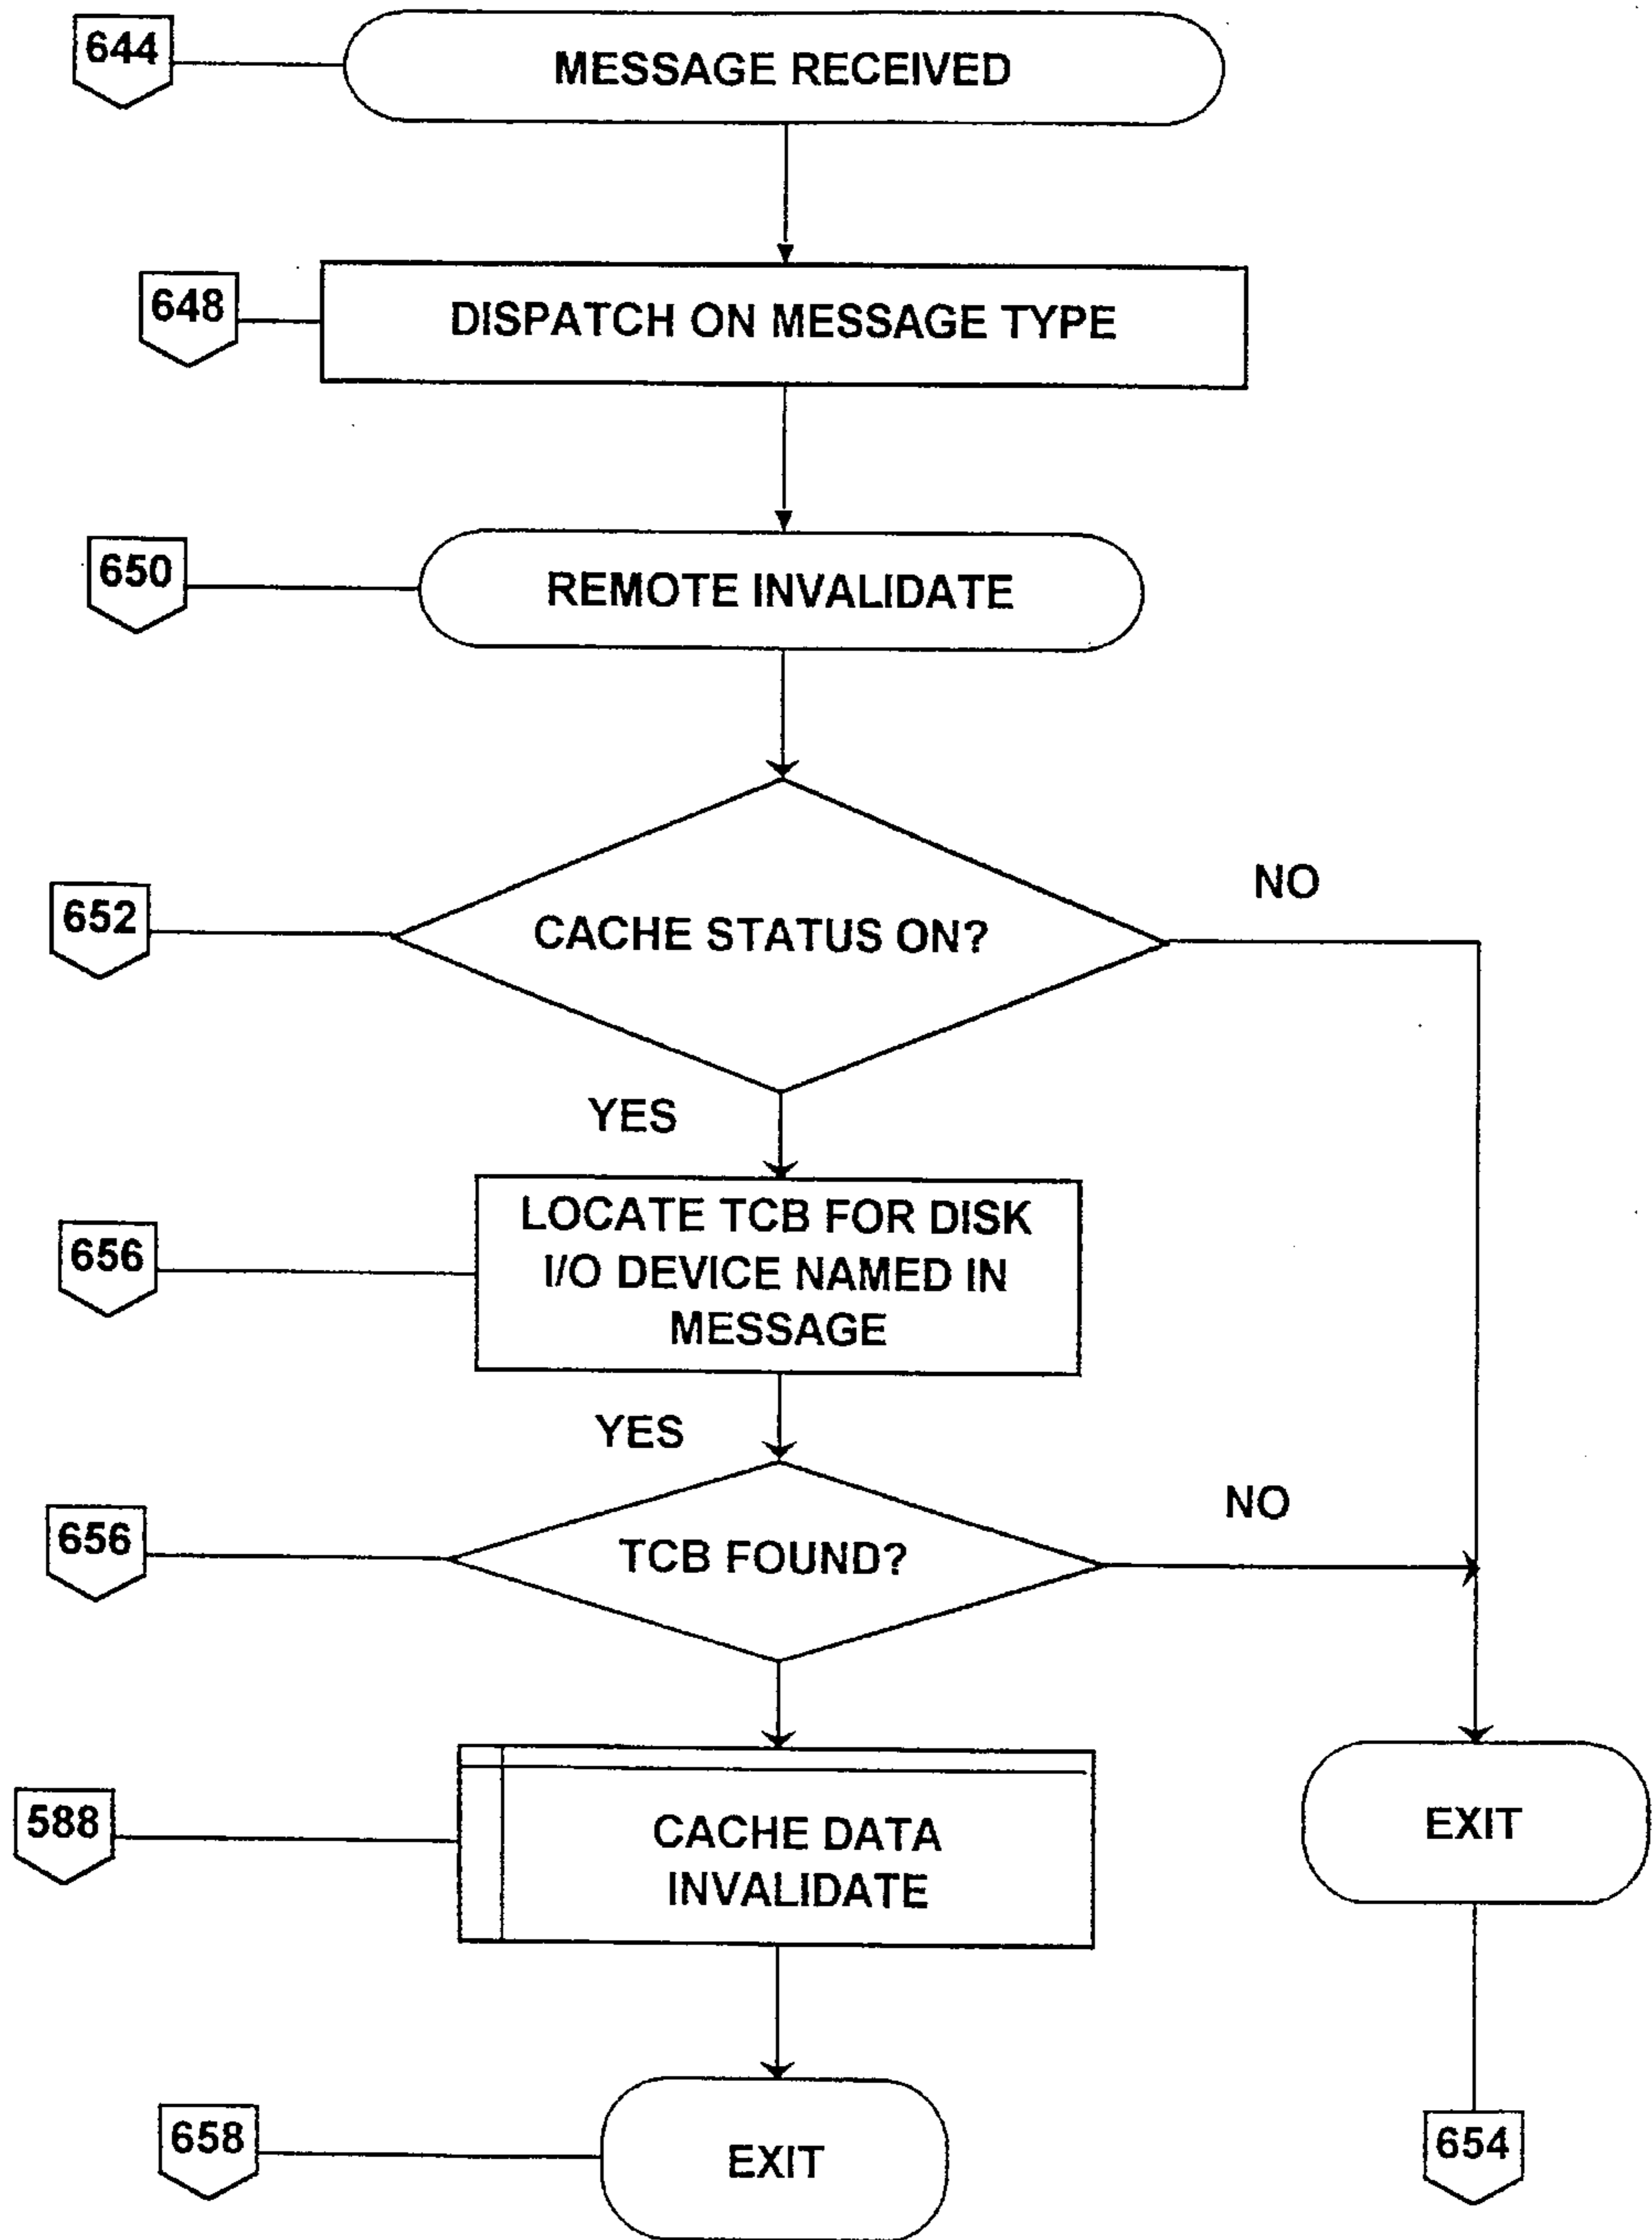 644
MESSAGE RECEIVED
648
DISPATCH ON MESSAGE TYPE
650
REMOTE INVALIDATE
652
CACHE STATUS ON?
NO
YES
656
LOCATE TCB FOR DISK
I/O DEVICE NAMED IN
MESSAGE
YES
656
TCB FOUND?
NO
588
CACHE DATA
INVALIDATE
EXIT
658
EXIT
654